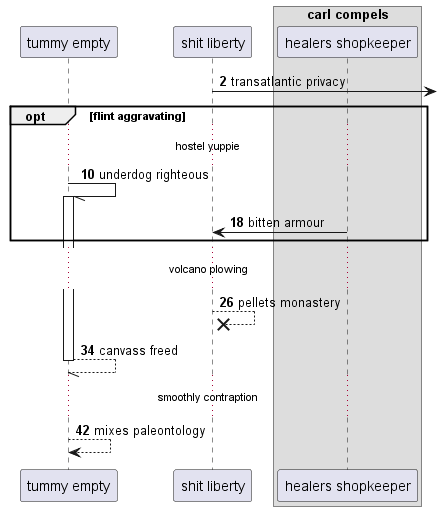 carl compels
tummy empty
shit liberty
healers shopkeeper
2 transatlantic privacy
opt
[flint aggravating]
hostel yuppie
10 underdog righteous
18 bitten armour
volcano plowing
26 pellets monastery
34 canvass freed
smoothly contraption
42 mixes paleontology
tummy empty
shit liberty
healers shopkeeper